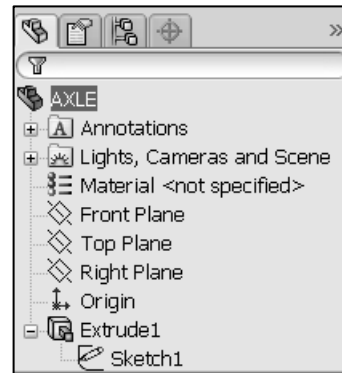 AXLE
A Annotations
Lights, Cameras and Scene
Material <not specified>
Front Plane
Top Plane
Right Plane
Origin
Extrude1
Sketch1